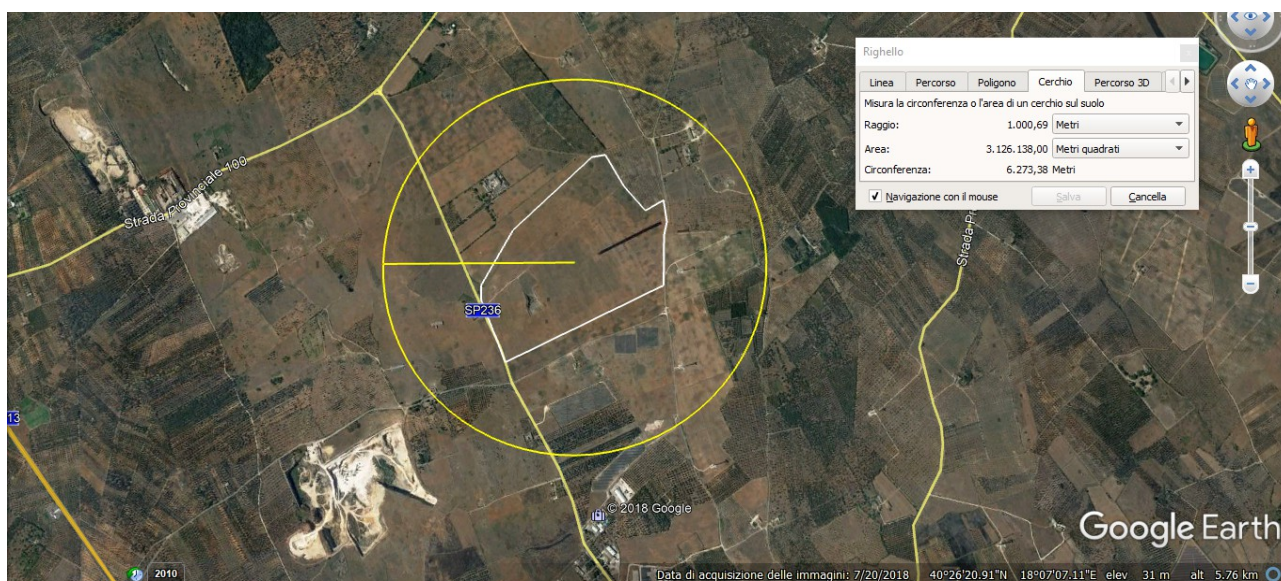 Righello
Linea Percorso Poligono Cerchio Percorso 3D
Misura la circonferenza o l'area di un cerchio sul suolo
Raggio: 1.000,69 Metri
Area: 3.126.138,00 Metri quadrati
Circonferenza: 6.273,38 Metri
Navigazione con il mouse Salva Cancella
Strada Provinciale 100
Strada Pr
SP236
13
© 2018 Google
Google Earth
2010
Data di acquisizione delle immagini: 7/20/2018 40°26'20.91"N 18°07'07.11"E elev 31 m alt 5.76 km